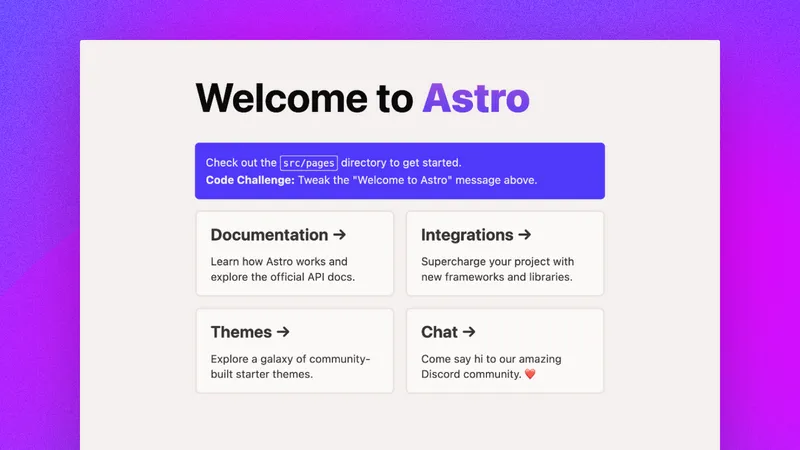 Welcome to Astro
Check out the src/pages directory to get started.
Code Challenge: Tweak the "Welcome to Astro" message above.
Documentation →
Learn how Astro works and
explore the official API docs.
Integrations →
Supercharge your project with
new frameworks and libraries.
Themes →
Explore a galaxy of community-
built starter themes.
Chat →
Come say hi to our amazing
Discord community. ❤️